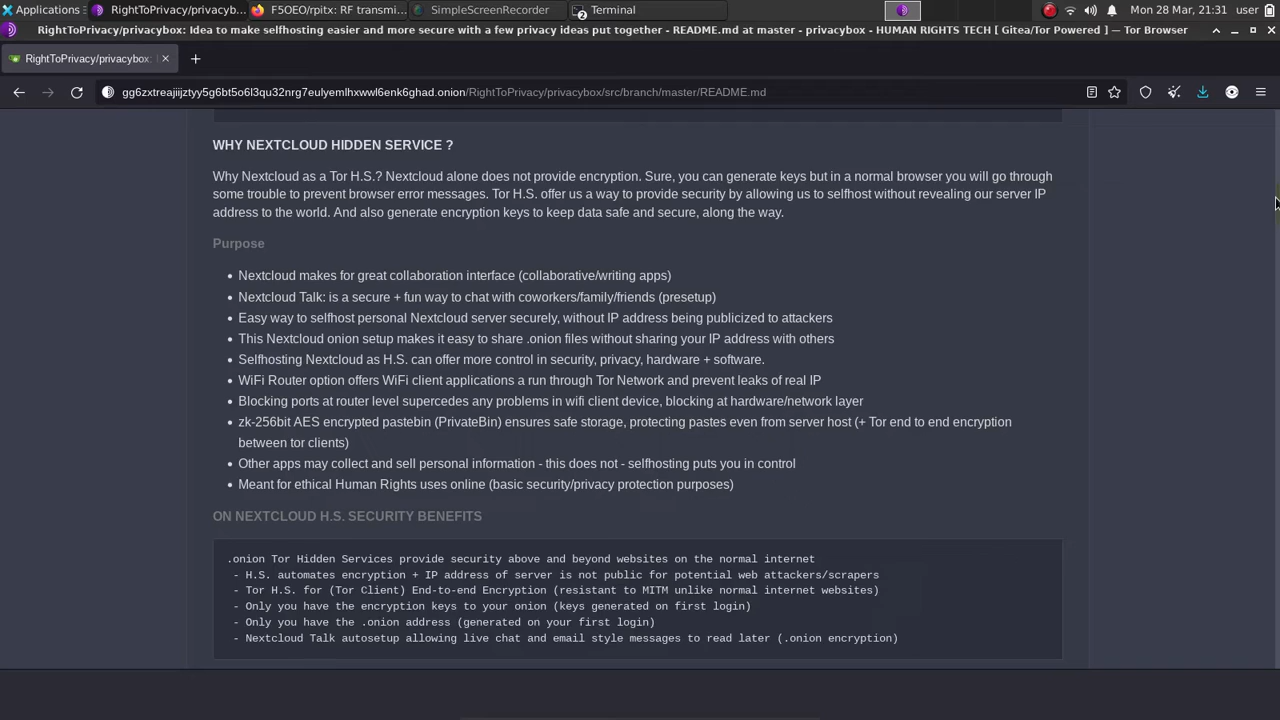 Applications
RightToPrivacy/privacyb...
F5OEO/rpitx: RF transmi...
SimpleScreenRecorder
2
Terminal
Mon 28 Mar, 21:31
user
RightToPrivacy/privacybox: Idea to make selfhosting easier and more secure with a few privacy ideas put together - README.md at master - privacybox - HUMAN RIGHTS TECH [ Gitea/Tor Powered ] — Tor Browser
RightToPrivacy/privacybox:
gg6zxtreajiijztyy5g6bt5o6l3qu32nrg7eulyemlhxwwl6enk6ghad.onion/RightToPrivacy/privacybox/src/branch/master/README.md
WHY NEXTCLOUD HIDDEN SERVICE ?
Why Nextcloud as a Tor H.S.? Nextcloud alone does not provide encryption. Sure, you can generate keys but in a normal browser you will go through
some trouble to prevent browser error messages. Tor H.S. offer us a way to provide security by allowing us to selfhost without revealing our server IP
address to the world. And also generate encryption keys to keep data safe and secure, along the way.
Purpose
• Nextcloud makes for great collaboration interface (collaborative/writing apps)
• Nextcloud Talk: is a secure + fun way to chat with coworkers/family/friends (presetup)
• Easy way to selfhost personal Nextcloud server securely, without IP address being publicized to attackers
• This Nextcloud onion setup makes it easy to share .onion files without sharing your IP address with others
• Selfhosting Nextcloud as H.S. can offer more control in security, privacy, hardware + software.
• WiFi Router option offers WiFi client applications a run through Tor Network and prevent leaks of real IP
• Blocking ports at router level supercedes any problems in wifi client device, blocking at hardware/network layer
• zk-256bit AES encrypted pastebin (PrivateBin) ensures safe storage, protecting pastes even from server host (+ Tor end to end encryption
between tor clients)
• Other apps may collect and sell personal information - this does not - selfhosting puts you in control
• Meant for ethical Human Rights uses online (basic security/privacy protection purposes)
ON NEXTCLOUD H.S. SECURITY BENEFITS
.onion Tor Hidden Services provide security above and beyond websites on the normal internet
- H.S. automates encryption + IP address of server is not public for potential web attackers/scrapers
- Tor H.S. for (Tor Client) End-to-end Encryption (resistant to MITM unlike normal internet websites)
- Only you have the encryption keys to your onion (keys generated on first login)
- Only you have the .onion address (generated on your first login)
- Nextcloud Talk autosetup allowing live chat and email style messages to read later (.onion encryption)